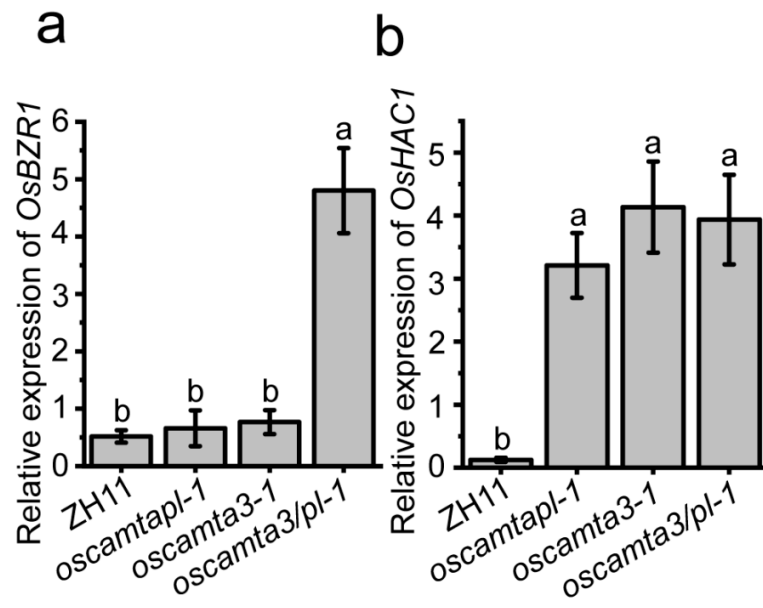 a
Relative expression of OsBZR1
6
5
4
3
2
1
0
b
b
b
a
ZH11
oscamtapl-1
oscamta3-1
oscamta3/pl-1
b
Relative expression of OsHAC1
5
4
3
2
1
0
b
a
a
a
ZH11
oscamtapl-1
oscamta3-1
oscamta3/pl-1